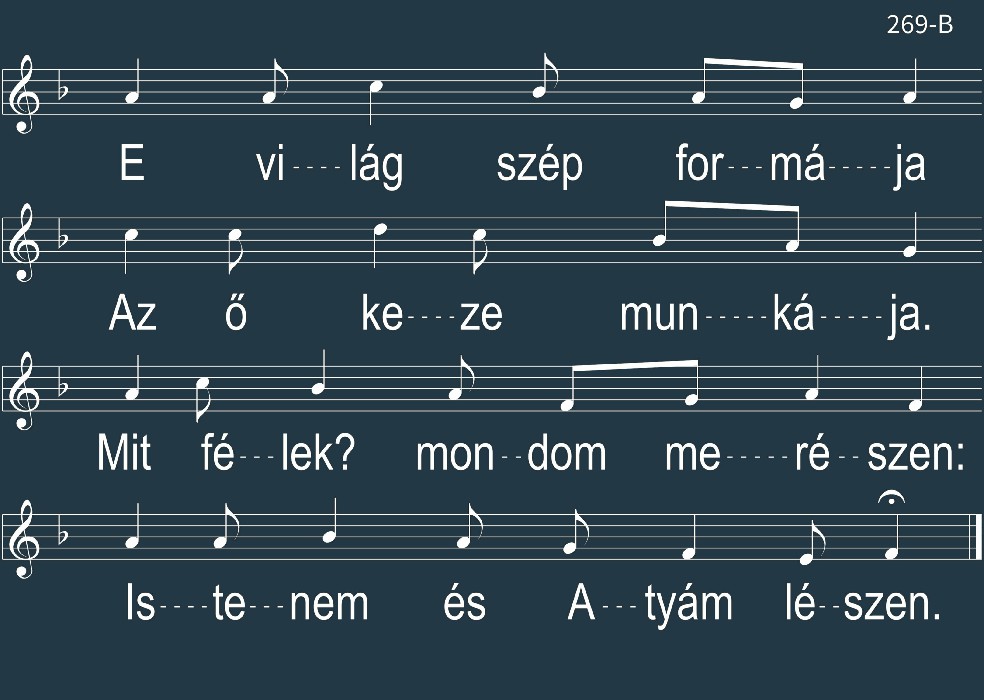 269-B
E vi----lág szép for---má-----ja
Az ő ke----ze mun-----ká-----ja.
Mit fé---lek? mon--dom me-----ré--szen:
Is----te---nem és A---tyám lé--szen.